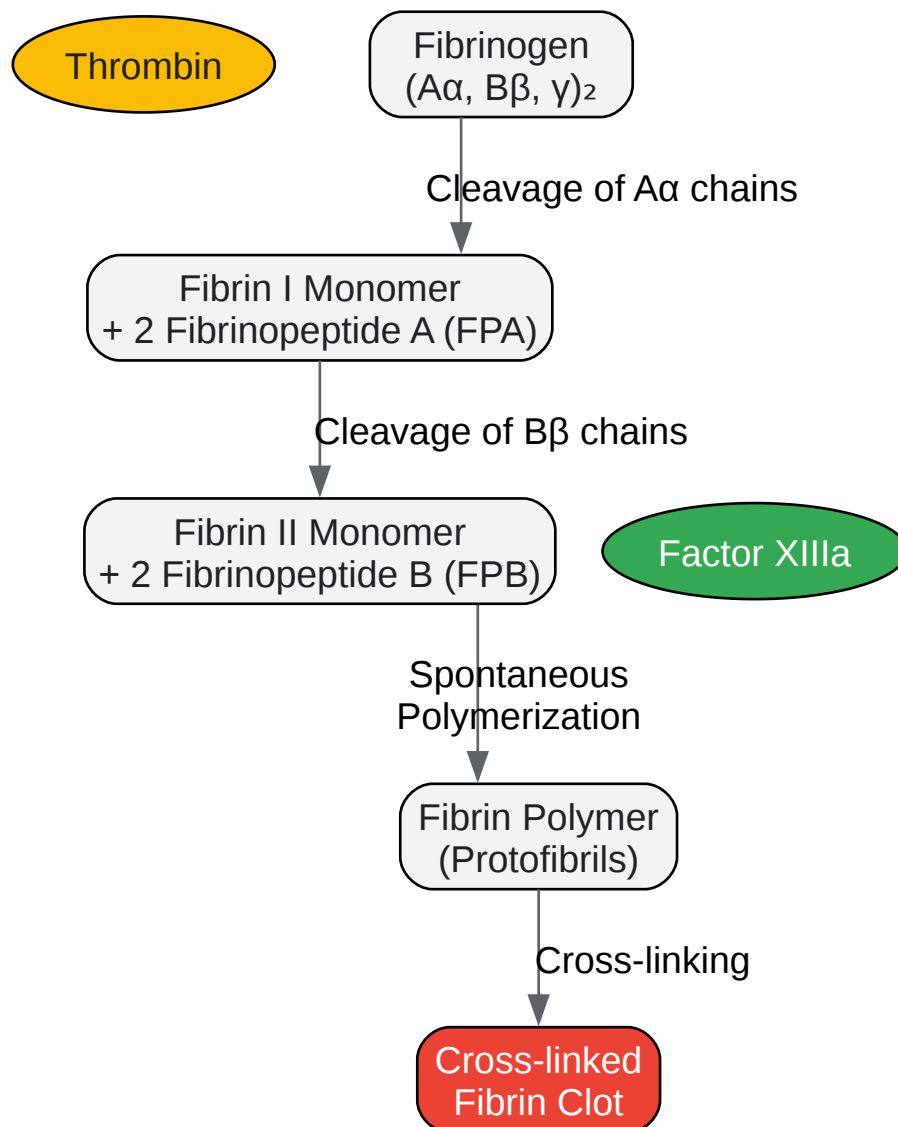 Thrombin
Fibrinogen
(Aα, Bβ, γ)₂
Cleavage of Aα chains
Fibrin I Monomer
+ 2 Fibrinopeptide A (FPA)
Cleavage of Bβ chains
Fibrin II Monomer
+ 2 Fibrinopeptide B (FPB)
Factor XIIIa
Spontaneous
Polymerization
Fibrin Polymer
(Protofibrils)
Cross-linking
Cross-linked
Fibrin Clot